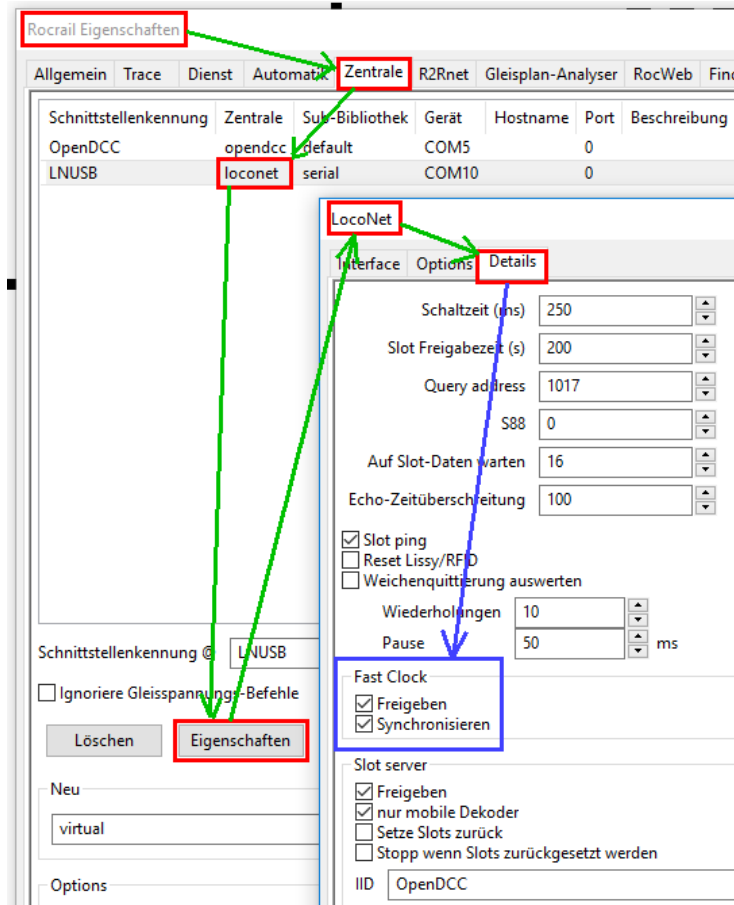 Rocrail Eigenschaften
Allgemein Trace Dienst Automatik Zentrale R2Rnet Gleisplan-Analyser RocWeb
Schnittstellenkennung Zentrale Sub-Bibliothek Gerät Hostname Port Beschreibung
OpenDCC opendcc default COM5 0
LNUSB loconet serial COM10 0
LocoNet
Interface Options Details
Schaltzeit (ms) 250
Slot Freigabezeit (s) 200
Query address 1017
S88 0
Auf Slot-Daten warten 16
Echo-Zeitüberschreitung 100
Slot ping
Reset Lissy/RFID
Weichenquittierung auswerten
Wiederholungen 10
Pause 50 ms
Schnittstellenkennung @ LNUSB
Ignoriere Gleisspannungs-Befehle
Löschen Eigenschaften
Neu
virtual
Options
Fast Clock
Freigeben
Synchronisieren
Slot server
Freigeben
nur mobile Dekoder
Setze Slots zurück
Stopp wenn Slots zurückgesetzt werden
IID OpenDCC